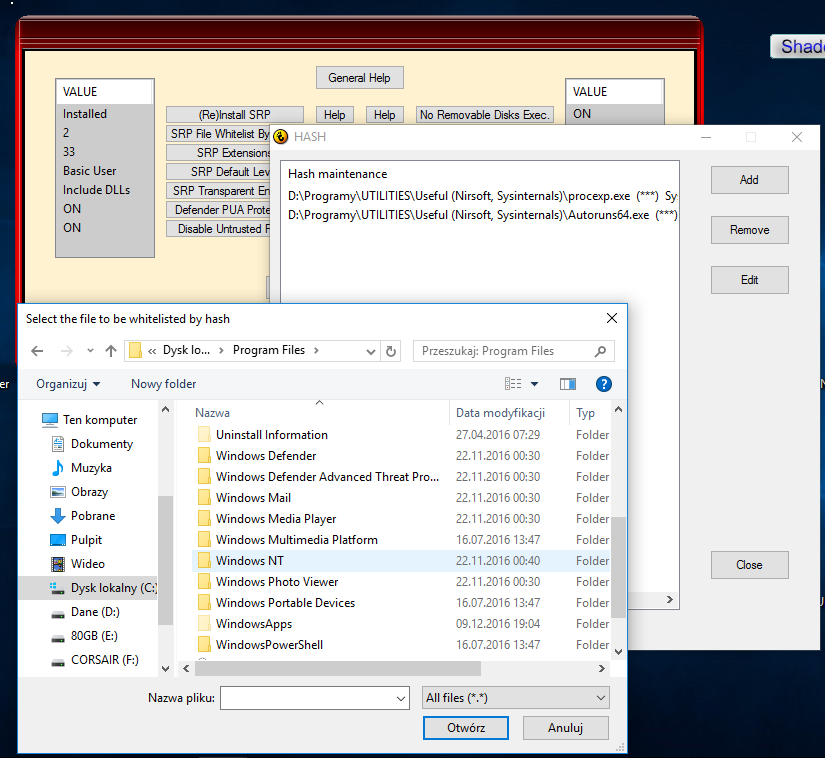 Shade
General Help
VALUE
Installed
2
33
Basic User
Include DLLs
ON
ON
(Re)Install SRP
Help
Help
No Removable Disks Exec.
SRP File Whitelist By
SRP Extensions
SRP Default Lev
SRP Transparent En
Defender PUA Prote
Disable Untrusted F
VALUE
ON
HASH
Hash maintenance
D:\Programy\UTILITIES\Useful (Nirsoft, Sysinternals)\procexp.exe (***) Sy
D:\Programy\UTILITIES\Useful (Nirsoft, Sysinternals)\Autoruns64.exe (***)
Add
Remove
Edit
Close
Select the file to be whitelisted by hash
« Dysk lo... › Program Files ›
Przeszukaj: Program Files
Organizuj
Nowy folder
Ten komputer
Dokumenty
Muzyka
Obrazy
Pobrane
Pulpit
Wideo
Dysk lokalny (C:)
Dane (D:)
80GB (E:)
CORSAIR (F:)
Nazwa Data modyfikacji Typ
Uninstall Information 27.04.2016 07:29 Folder
Windows Defender 22.11.2016 00:30 Folder
Windows Defender Advanced Threat Pro... 22.11.2016 00:30 Folder
Windows Mail 22.11.2016 00:30 Folder
Windows Media Player 22.11.2016 00:30 Folder
Windows Multimedia Platform 16.07.2016 13:47 Folder
Windows NT 22.11.2016 00:40 Folder
Windows Photo Viewer 22.11.2016 00:30 Folder
Windows Portable Devices 16.07.2016 13:47 Folder
WindowsApps 09.12.2016 19:04 Folder
WindowsPowerShell 16.07.2016 13:47 Folder
Nazwa pliku:
All files (*.*)
Otwórz
Anuluj
er